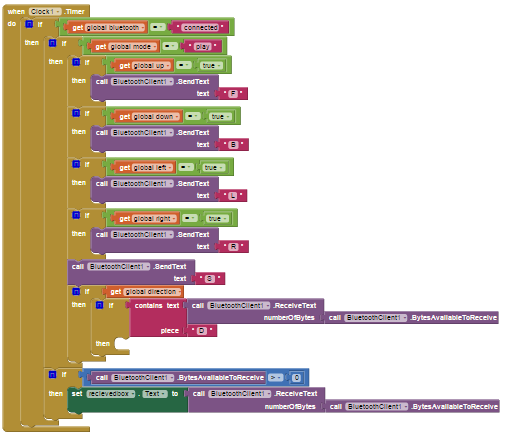 when Clock1 .Timer
do if get global bluetooth = " connected "
then if get global mode = " play "
then if get global up = true
then call BluetoothClient1 .SendText
text " F "
if get global down = true
then call BluetoothClient1 .SendText
text " B "
if get global left = true
then call BluetoothClient1 .SendText
text " L "
if get global right = true
then call BluetoothClient1 .SendText
text " R "
call BluetoothClient1 .SendText
text " S "
if get global direction
then if contains text call BluetoothClient1 .ReceiveText
numberOfBytes call BluetoothClient1 .BytesAvailableToReceive
piece " D "
then
if call BluetoothClient1 .BytesAvailableToReceive > 0
then set recievedbox . Text to call BluetoothClient1 .ReceiveText
numberOfBytes call BluetoothClient1 .BytesAvailableToReceive